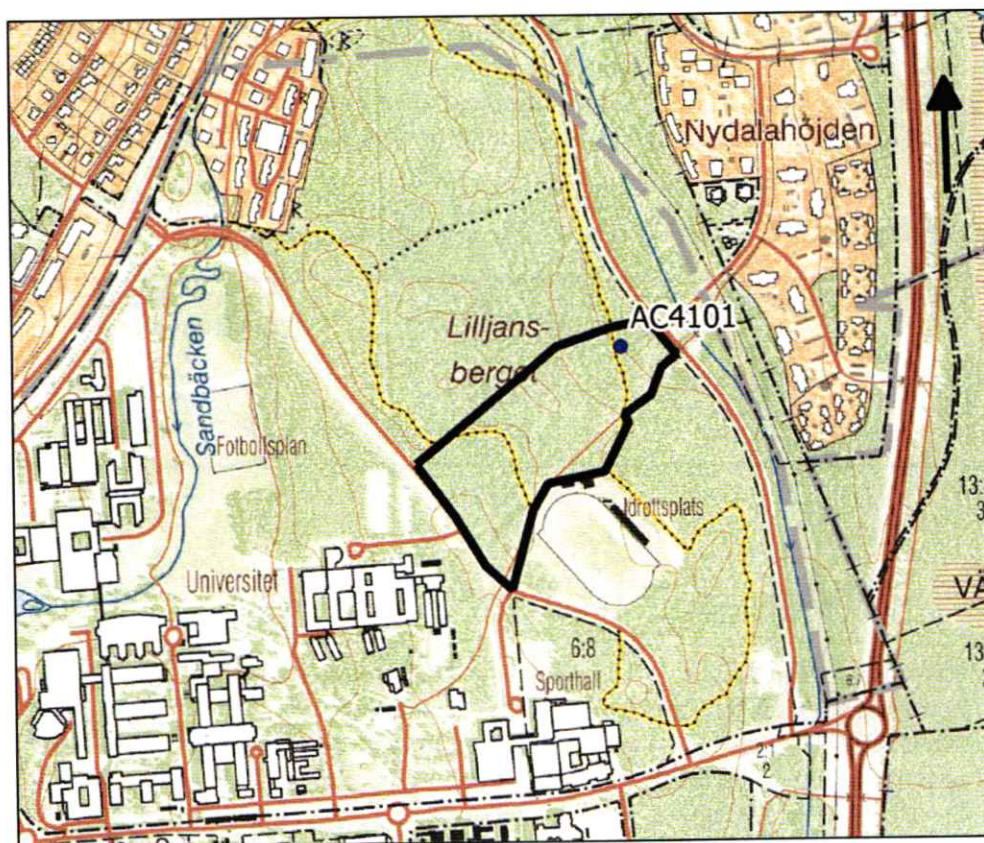 Nydalahöjden
AC4101
Lilljans-
berget
Sandbäcken
Fotbollsplan
Idrottsplats
13:
3
Universitet
VÄ
6:8
Sporthall
13
2:1
2